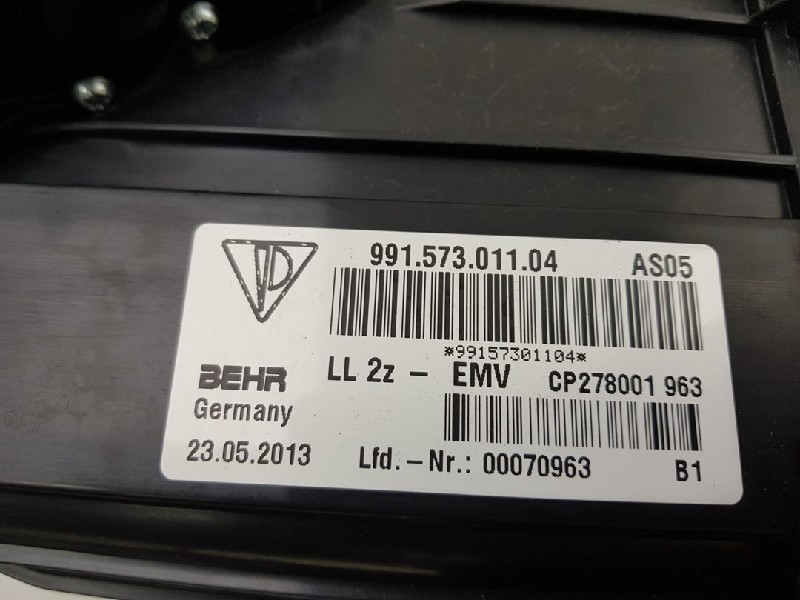 991.573.011.04 AS05
*99157301104*
BEHR LL 2z - EMV CP278001 963
Germany
23.05.2013 Lfd.-Nr.: 00070963 B1